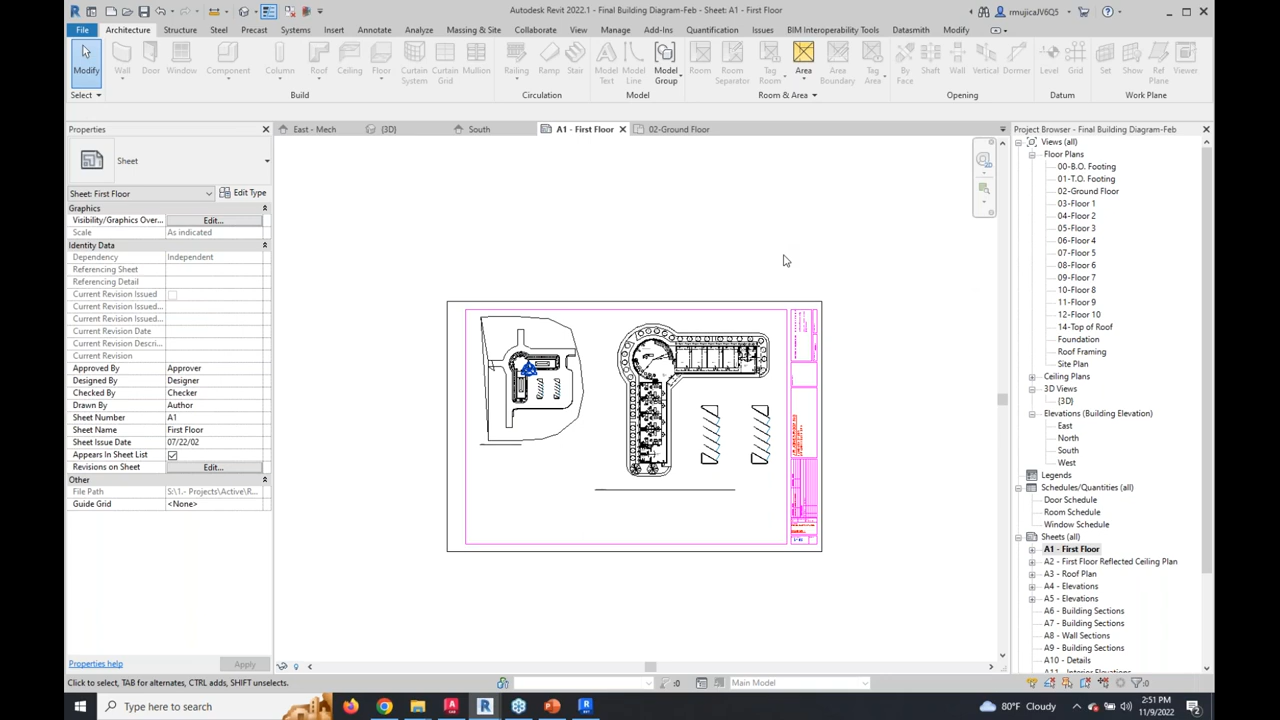 Autodesk Revit 2022.1 - Final Building Diagram-Feb - Sheet: A1 - First Floor
rmujicaJV6Q5
File Architecture Structure Steel Precast Systems Insert Annotate Analyze Massing & Site Collaborate View Manage Add-Ins Quantification Issues BIM Interoperability Tools Datasmith Modify
Modify Wall Door Window Component Column Roof Ceiling Floor Curtain System Curtain Grid Mullion Railing Ramp Stair Model Text Model Line Model Group Room Room Separator Tag Room Area Area Boundary Tag Area By Face Shaft Wall Vertical Dormer Level Grid Set Show Ref Plane Viewer
Select Build Circulation Model Room & Area Opening Datum Work Plane
Properties
East - Mech {3D} South A1 - First Floor 02-Ground Floor
Project Browser - Final Building Diagram-Feb
Sheet
Sheet: First Floor Edit Type
Graphics
Visibility/Graphics Over... Edit...
Scale As indicated
Identity Data
Dependency Independent
Referencing Sheet
Referencing Detail
Current Revision Issued
Current Revision Issued...
Current Revision Issued...
Current Revision Date
Current Revision Descri...
Current Revision
Approved By Approver
Designed By Designer
Checked By Checker
Drawn By Author
Sheet Number A1
Sheet Name First Floor
Sheet Issue Date 07/22/02
Appears In Sheet List
Revisions on Sheet Edit...
Other
File Path S:\1.- Projects\Active\R...
Guide Grid <None>
Properties help Apply
Views (all)
Floor Plans
00-B.O. Footing
01-T.O. Footing
02-Ground Floor
03-Floor 1
04-Floor 2
05-Floor 3
06-Floor 4
07-Floor 5
08-Floor 6
09-Floor 7
10-Floor 8
11-Floor 9
12-Floor 10
14-Top of Roof
Foundation
Roof Framing
Site Plan
Ceiling Plans
3D Views
{3D}
Elevations (Building Elevation)
East
North
South
West
Legends
Schedules/Quantities (all)
Door Schedule
Room Schedule
Window Schedule
Sheets (all)
A1 - First Floor
A2 - First Floor Reflected Ceiling Plan
A3 - Roof Plan
A4 - Elevations
A5 - Elevations
A6 - Building Sections
A7 - Building Sections
A8 - Wall Sections
A9 - Building Sections
A10 - Details
A11 - Interior Elevations
Click to select, TAB for alternates, CTRL adds, SHIFT unselects.
:0 Main Model :0
Type here to search
80°F Cloudy
2:51 PM
11/9/2022
2